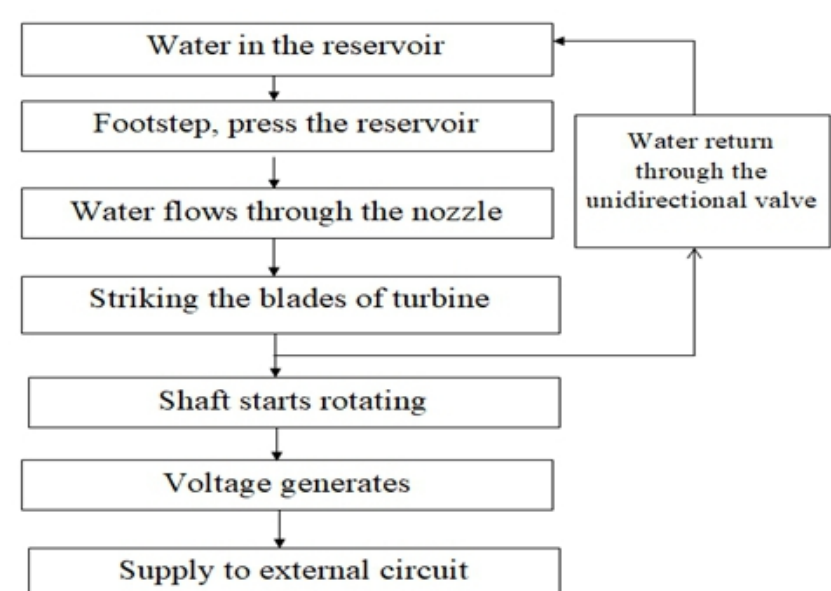 Water in the reservoir
Footstep, press the reservoir
Water flows through the nozzle
Striking the blades of turbine
Shaft starts rotating
Voltage generates
Supply to external circuit
Water return
through the
unidirectional valve